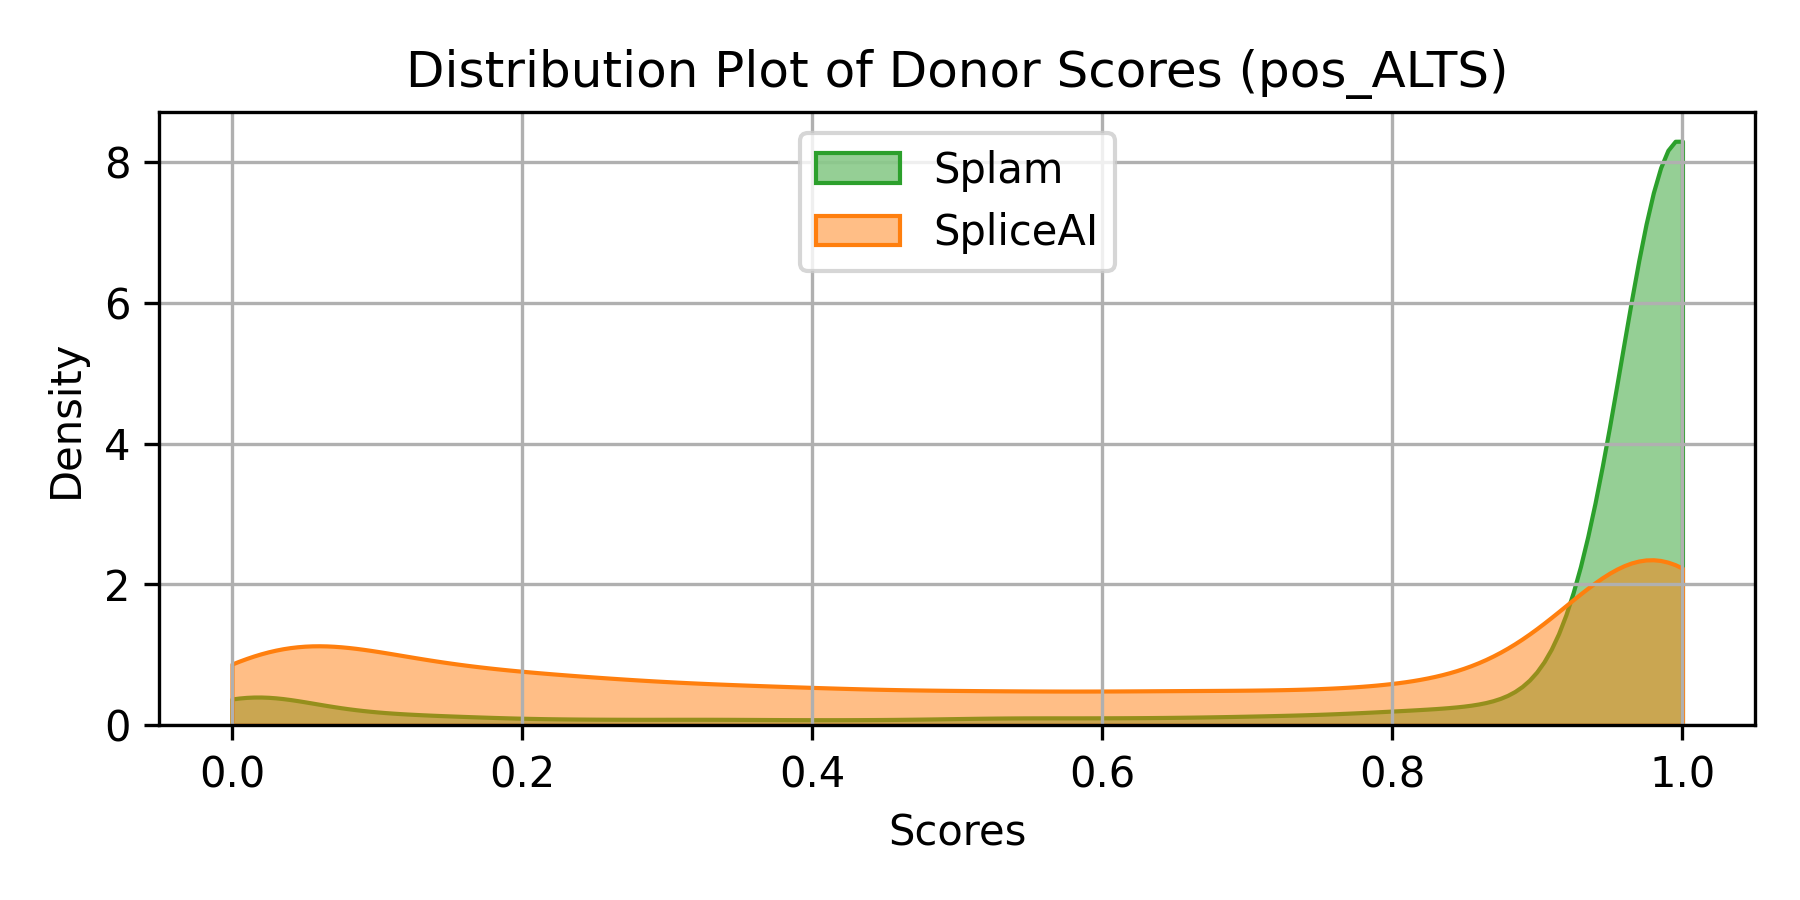 Distribution Plot of Donor Scores (pos_ALTS)
Splam
SpliceAI
8
6
4
2
0
Density
0.0 0.2 0.4 0.6 0.8 1.0
Scores